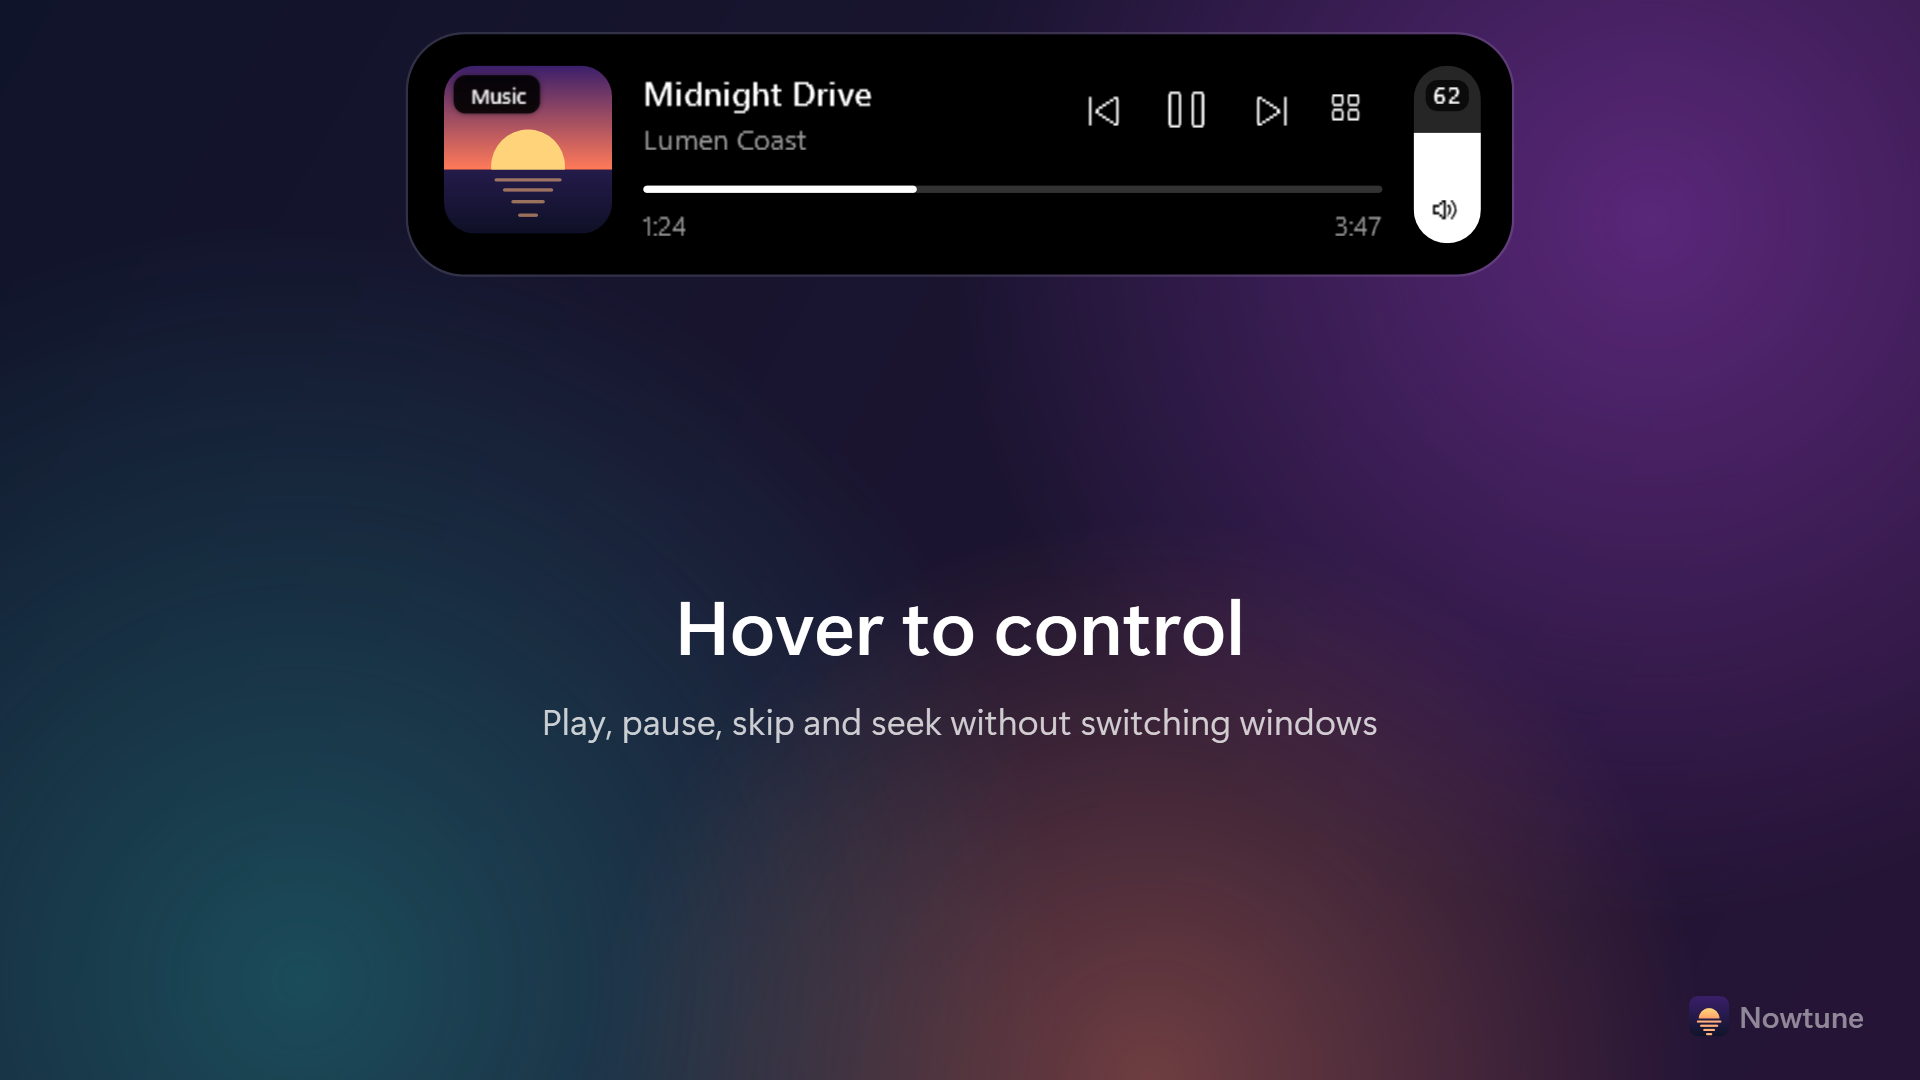 Music
Midnight Drive
Lumen Coast
62
1:24
3:47
Hover to control
Play, pause, skip and seek without switching windows
Nowtune